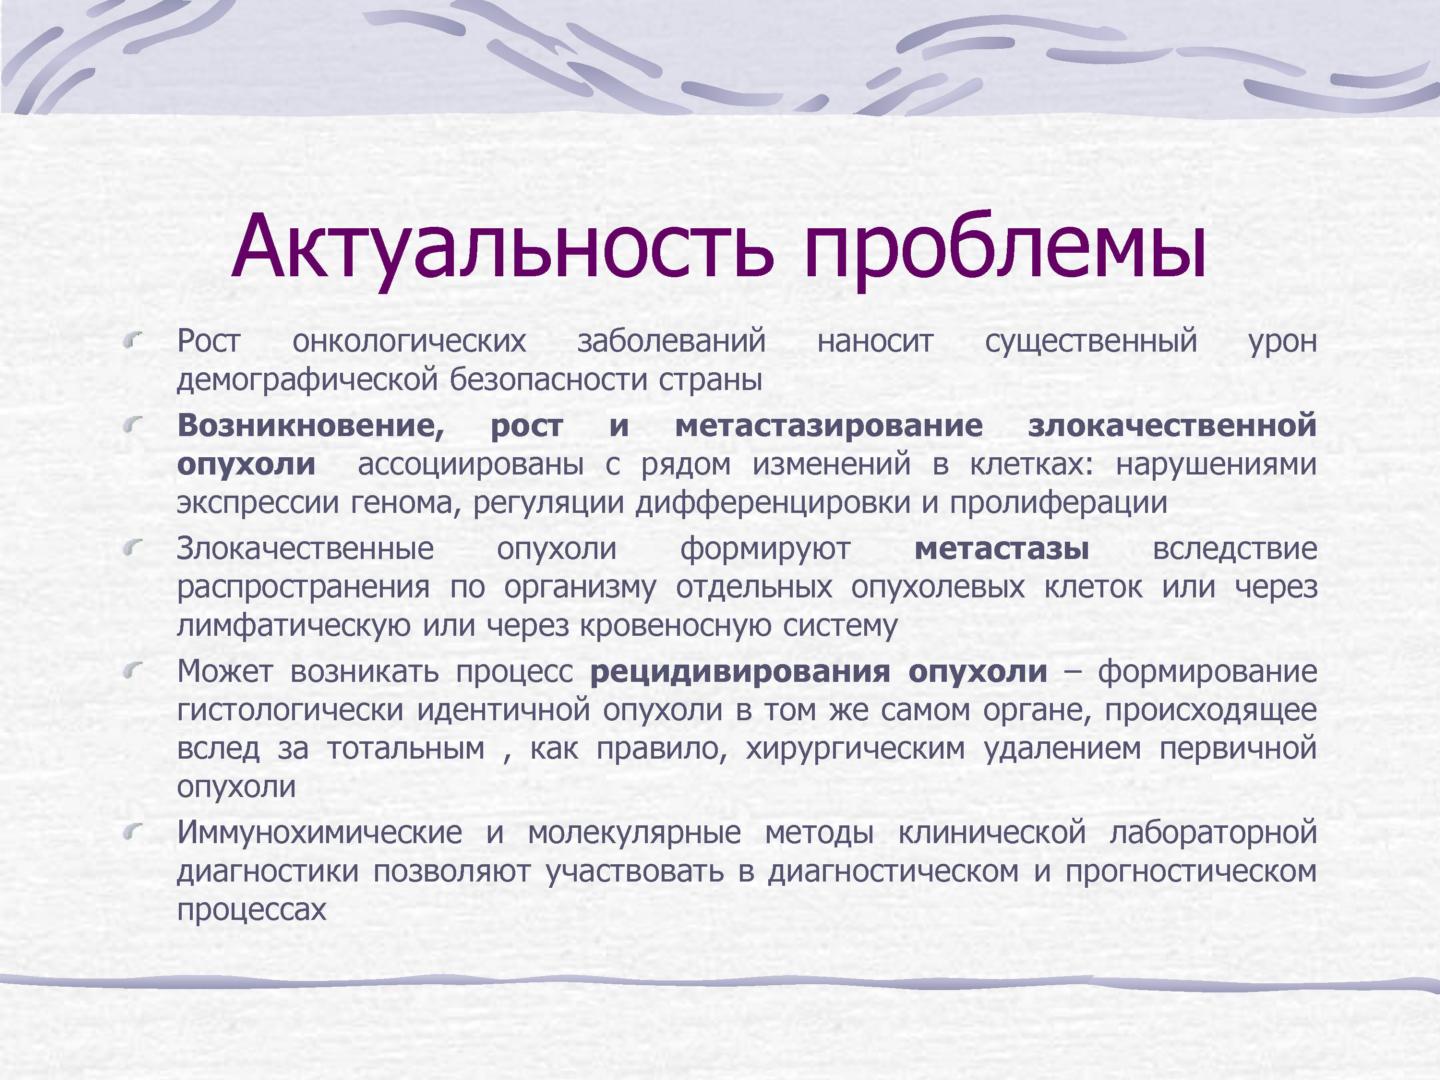 Актуальность проблемы
Рост онкологических заболеваний наносит существенный урон
демографической безопасности страны
Возникновение, рост и метастазирование злокачественной
опухоли ассоциированы с рядом изменений в клетках: нарушениями
экспрессии генома, регуляции дифференцировки и пролиферации
Злокачественные опухоли формируют метастазы вследствие
распространения по организму отдельных опухолевых клеток или через
лимфатическую или через кровеносную систему
Может возникать процесс рецидивирования опухоли – формирование
гистологически идентичной опухоли в том же самом органе, происходящее
вслед за тотальным , как правило, хирургическим удалением первичной
опухоли
Иммунохимические и молекулярные методы клинической лабораторной
диагностики позволяют участвовать в диагностическом и прогностическом
процессах